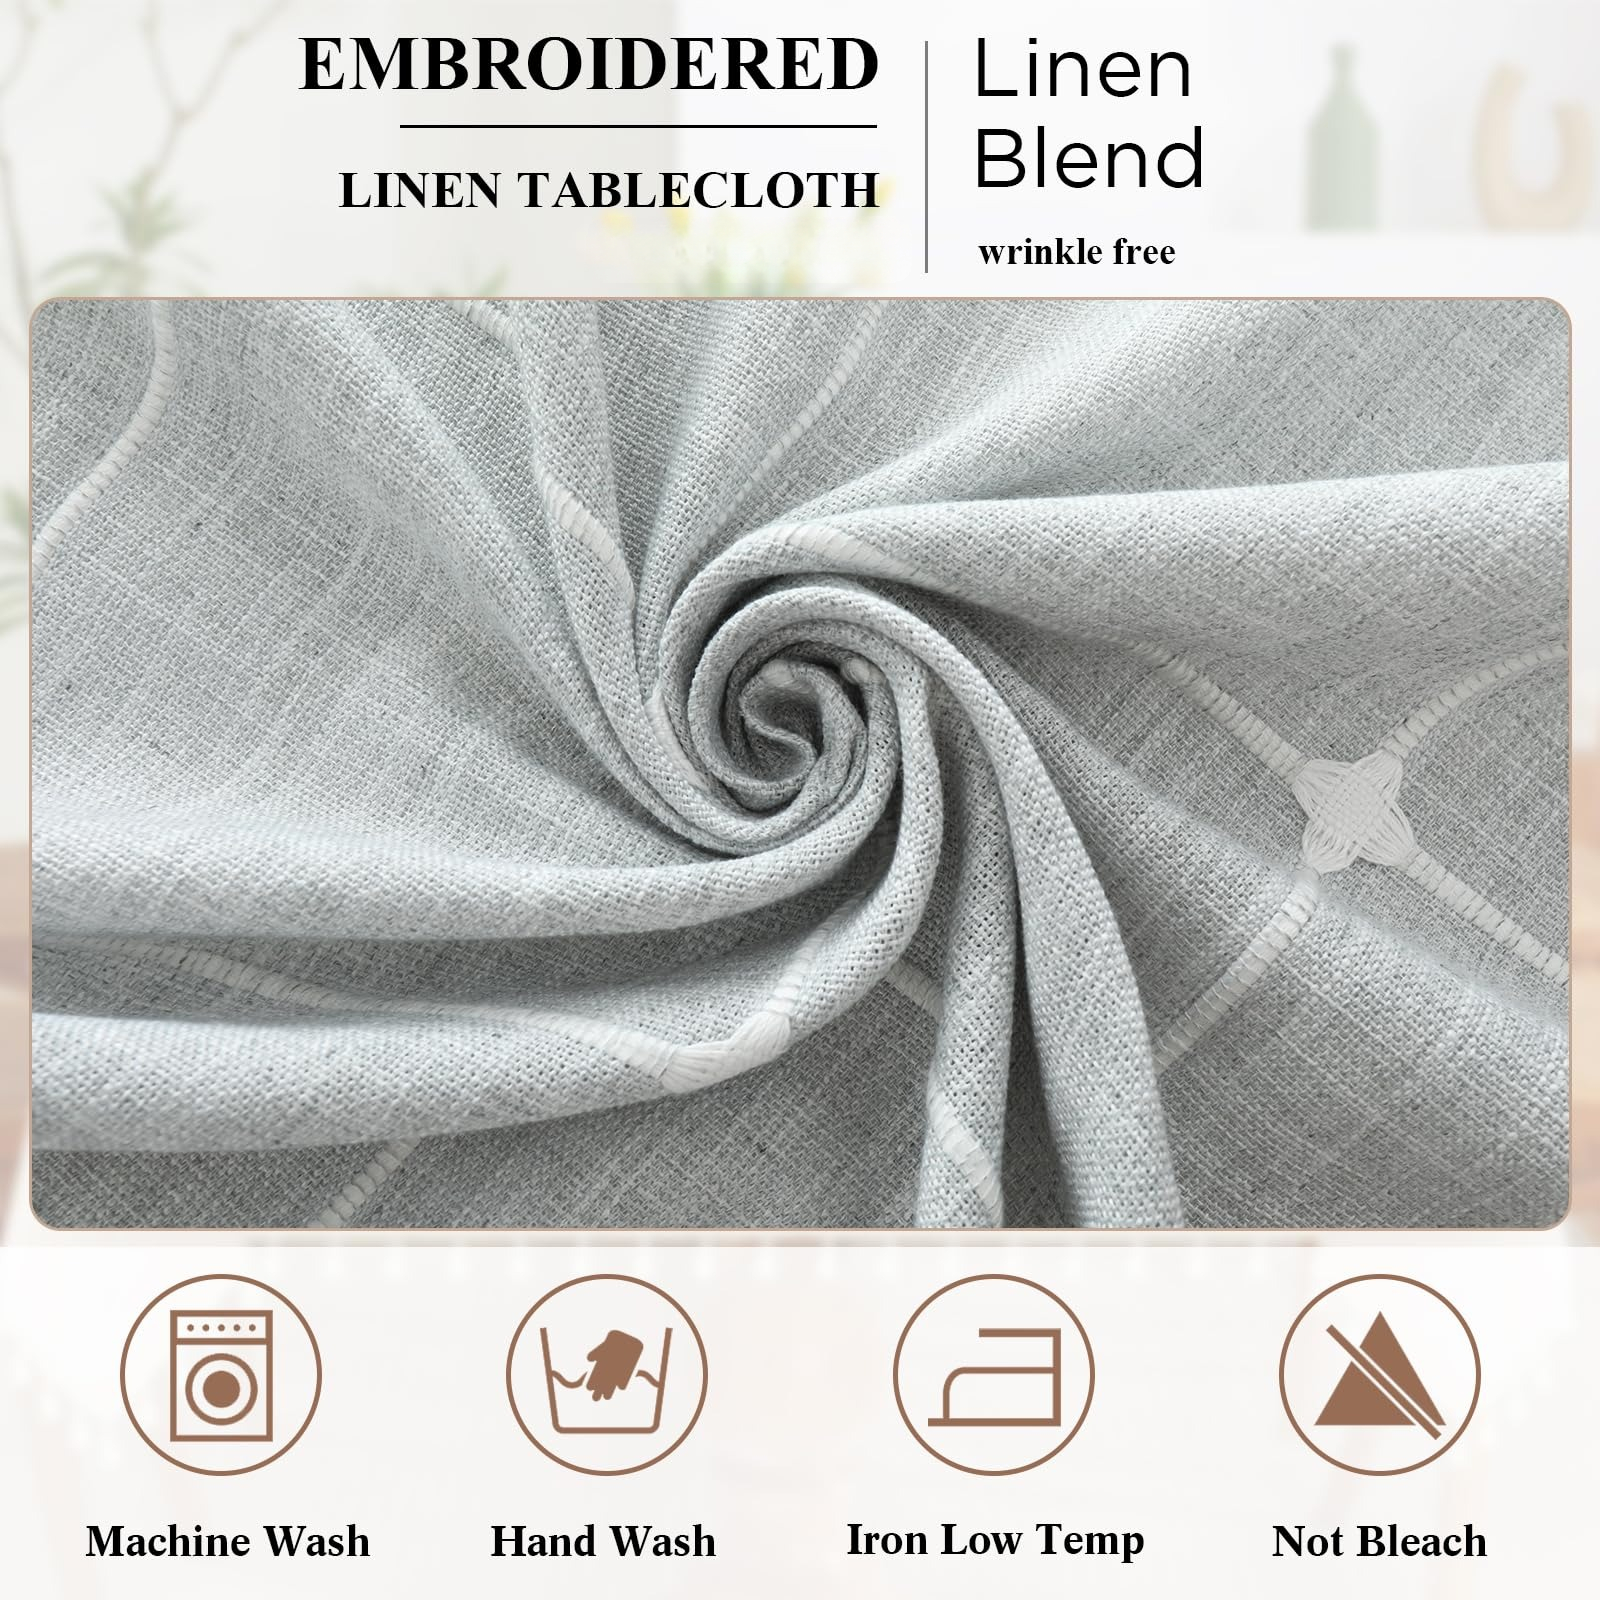 EMBROIDERED
LINEN TABLECLOTH
Linen
Blend
wrinkle free
Machine Wash
Hand Wash
Iron Low Temp
Not Bleach